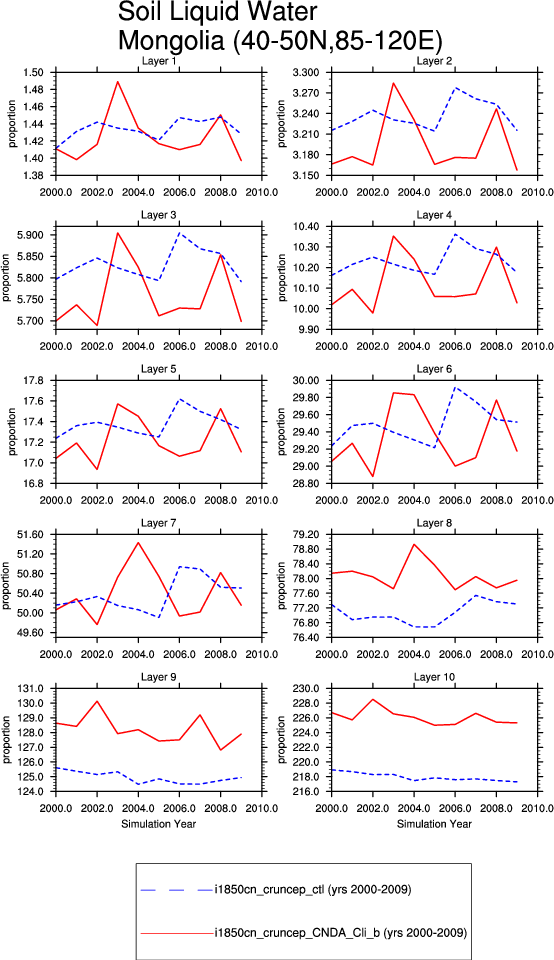 Soil Liquid Water
Mongolia (40-50N,85-120E)
Layer 1
1.50
1.48
1.46
1.44
1.42
1.40
1.38
proportion
2000.0 2002.0 2004.0 2006.0 2008.0 2010.0
Layer 2
3.300
3.270
3.240
3.210
3.180
3.150
proportion
2000.0 2002.0 2004.0 2006.0 2008.0 2010.0
Layer 3
5.900
5.850
5.800
5.750
5.700
proportion
2000.0 2002.0 2004.0 2006.0 2008.0 2010.0
Layer 4
10.40
10.30
10.20
10.10
10.00
9.90
proportion
2000.0 2002.0 2004.0 2006.0 2008.0 2010.0
Layer 5
17.8
17.6
17.4
17.2
17.0
16.8
proportion
2000.0 2002.0 2004.0 2006.0 2008.0 2010.0
Layer 6
30.00
29.80
29.60
29.40
29.20
29.00
28.80
proportion
2000.0 2002.0 2004.0 2006.0 2008.0 2010.0
Layer 7
51.60
51.20
50.80
50.40
50.00
49.60
proportion
2000.0 2002.0 2004.0 2006.0 2008.0 2010.0
Layer 8
79.20
78.80
78.40
78.00
77.60
77.20
76.80
76.40
proportion
2000.0 2002.0 2004.0 2006.0 2008.0 2010.0
Layer 9
131.0
130.0
129.0
128.0
127.0
126.0
125.0
124.0
proportion
2000.0 2002.0 2004.0 2006.0 2008.0 2010.0
Simulation Year
Layer 10
230.0
228.0
226.0
224.0
222.0
220.0
218.0
216.0
proportion
2000.0 2002.0 2004.0 2006.0 2008.0 2010.0
Simulation Year
i1850cn_cruncep_ctl (yrs 2000-2009)
i1850cn_cruncep_CNDA_Cli_b (yrs 2000-2009)